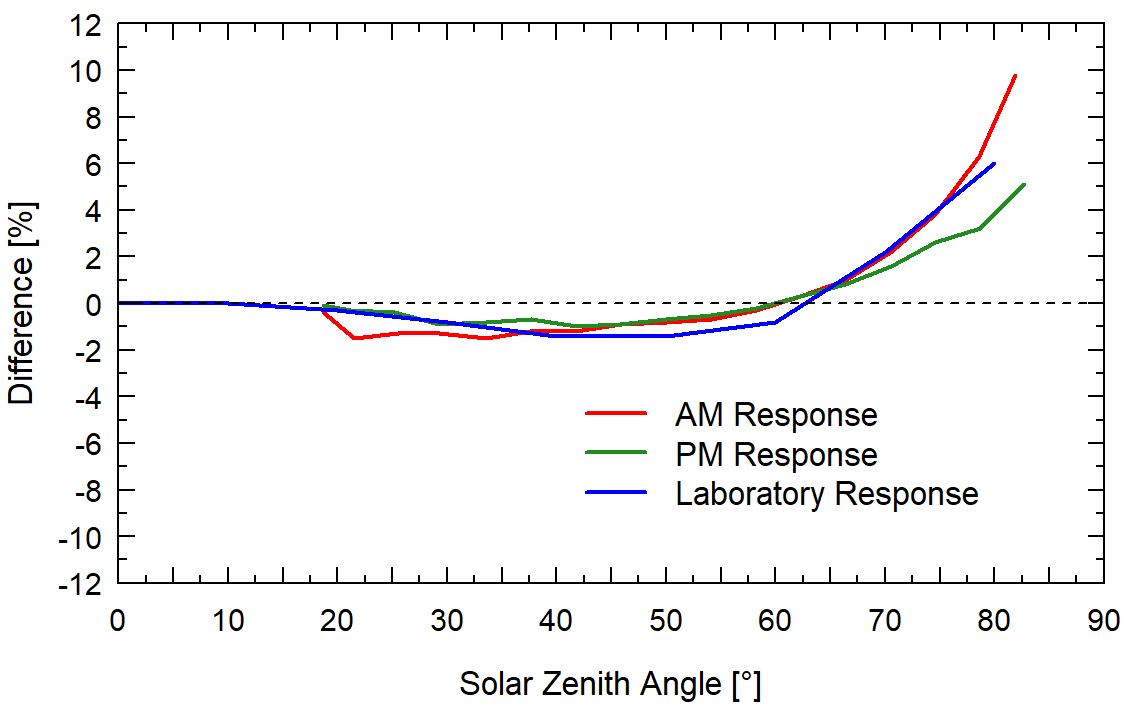 12
10
8
6
4
2
0
-2
-4
-6
-8
-10
-12
Difference [%]
AM Response
PM Response
Laboratory Response
0 10 20 30 40 50 60 70 80 90
Solar Zenith Angle [°]